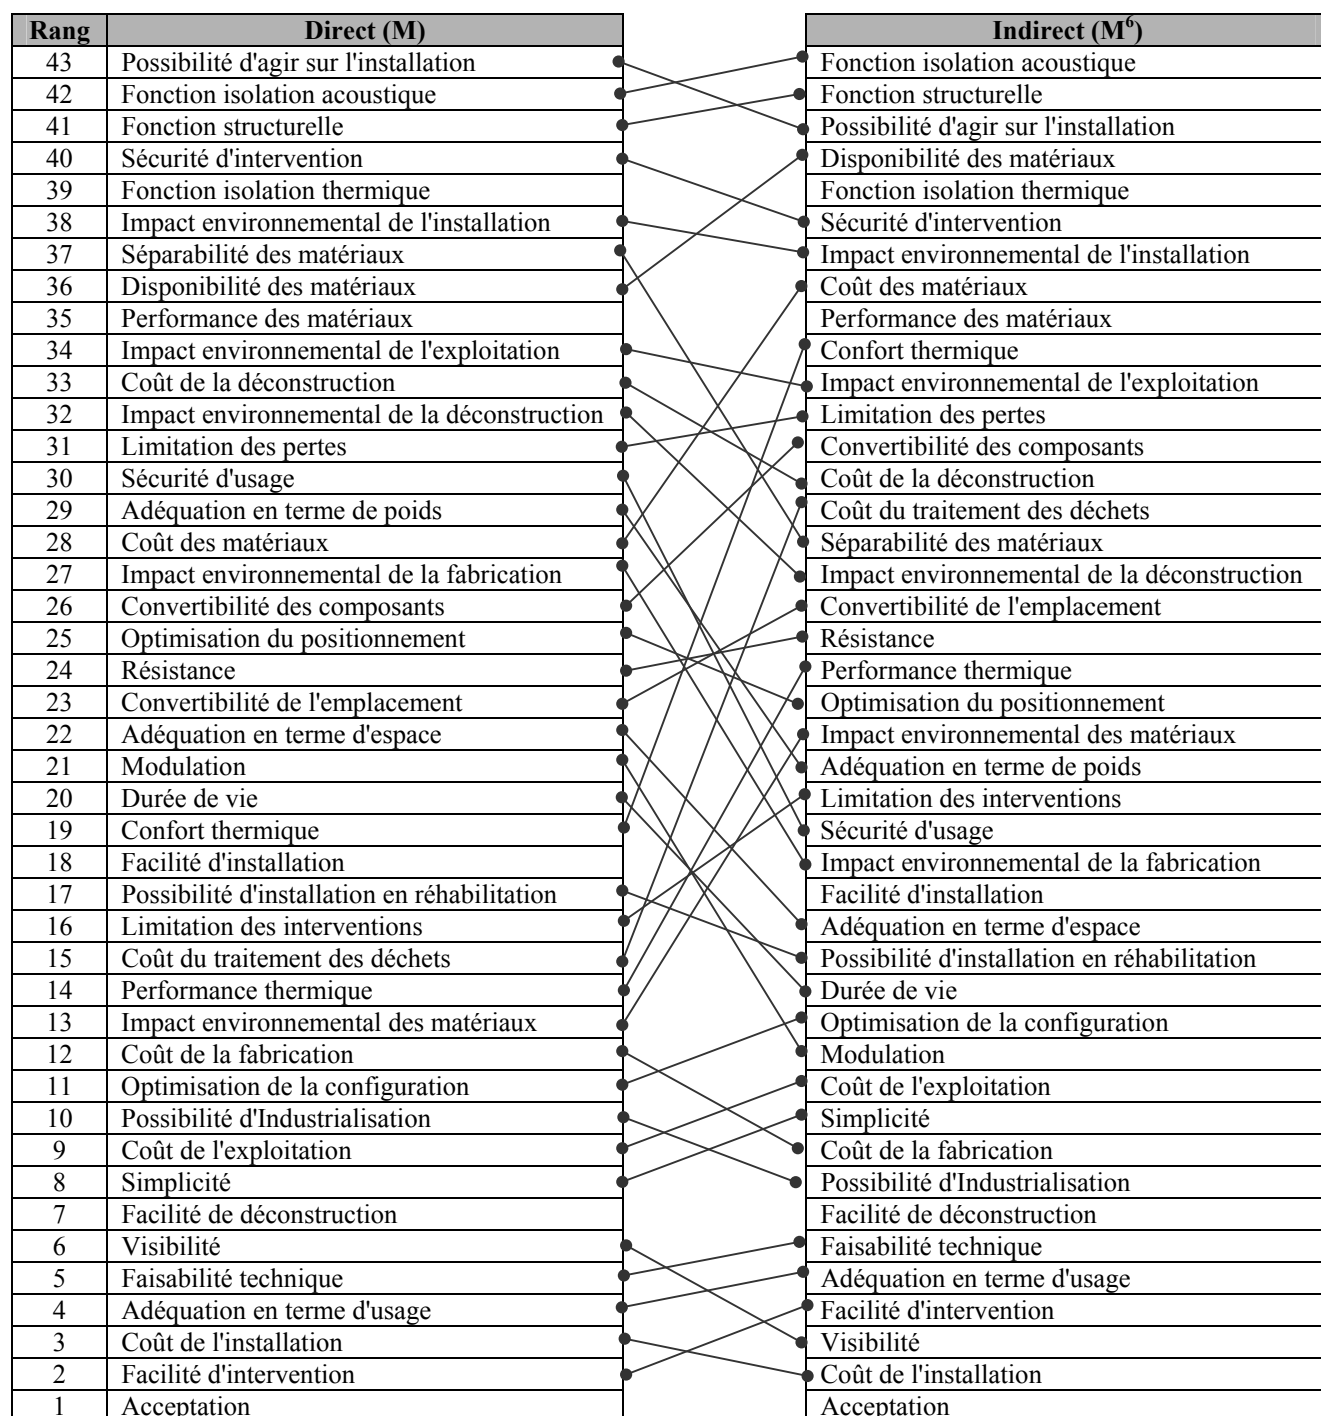 Rang Direct (M) Indirect (M6)
43 Possibilité d'agir sur l'installation Fonction isolation acoustique
42 Fonction isolation acoustique Fonction structurelle
41 Fonction structurelle Possibilité d'agir sur l'installation
40 Sécurité d'intervention Disponibilité des matériaux
39 Fonction isolation thermique Fonction isolation thermique
38 Impact environnemental de l'installation Sécurité d'intervention
37 Séparabilité des matériaux Impact environnemental de l'installation
36 Disponibilité des matériaux Coût des matériaux
35 Performance des matériaux Performance des matériaux
34 Impact environnemental de l'exploitation Confort thermique
33 Coût de la déconstruction Impact environnemental de l'exploitation
32 Impact environnemental de la déconstruction Limitation des pertes
31 Limitation des pertes Convertibilité des composants
30 Sécurité d'usage Coût de la déconstruction
29 Adéquation en terme de poids Coût du traitement des déchets
28 Coût des matériaux Séparabilité des matériaux
27 Impact environnemental de la fabrication Impact environnemental de la déconstruction
26 Convertibilité des composants Convertibilité de l'emplacement
25 Optimisation du positionnement Résistance
24 Résistance Performance thermique
23 Convertibilité de l'emplacement Optimisation du positionnement
22 Adéquation en terme d'espace Impact environnemental des matériaux
21 Modulation Adéquation en terme de poids
20 Durée de vie Limitation des interventions
19 Confort thermique Sécurité d'usage
18 Facilité d'installation Impact environnemental de la fabrication
17 Possibilité d'installation en réhabilitation Facilité d'installation
16 Limitation des interventions Adéquation en terme d'espace
15 Coût du traitement des déchets Possibilité d'installation en réhabilitation
14 Performance thermique Durée de vie
13 Impact environnemental des matériaux Optimisation de la configuration
12 Coût de la fabrication Modulation
11 Optimisation de la configuration Coût de l'exploitation
10 Possibilité d'Industrialisation Simplicité
9 Coût de l'exploitation Coût de la fabrication
8 Simplicité Possibilité d'Industrialisation
7 Facilité de déconstruction Facilité de déconstruction
6 Visibilité Faisabilité technique
5 Faisabilité technique Adéquation en terme d'usage
4 Adéquation en terme d'usage Facilité d'intervention
3 Coût de l'installation Visibilité
2 Facilité d'intervention Coût de l'installation
1 Acceptation Acceptation